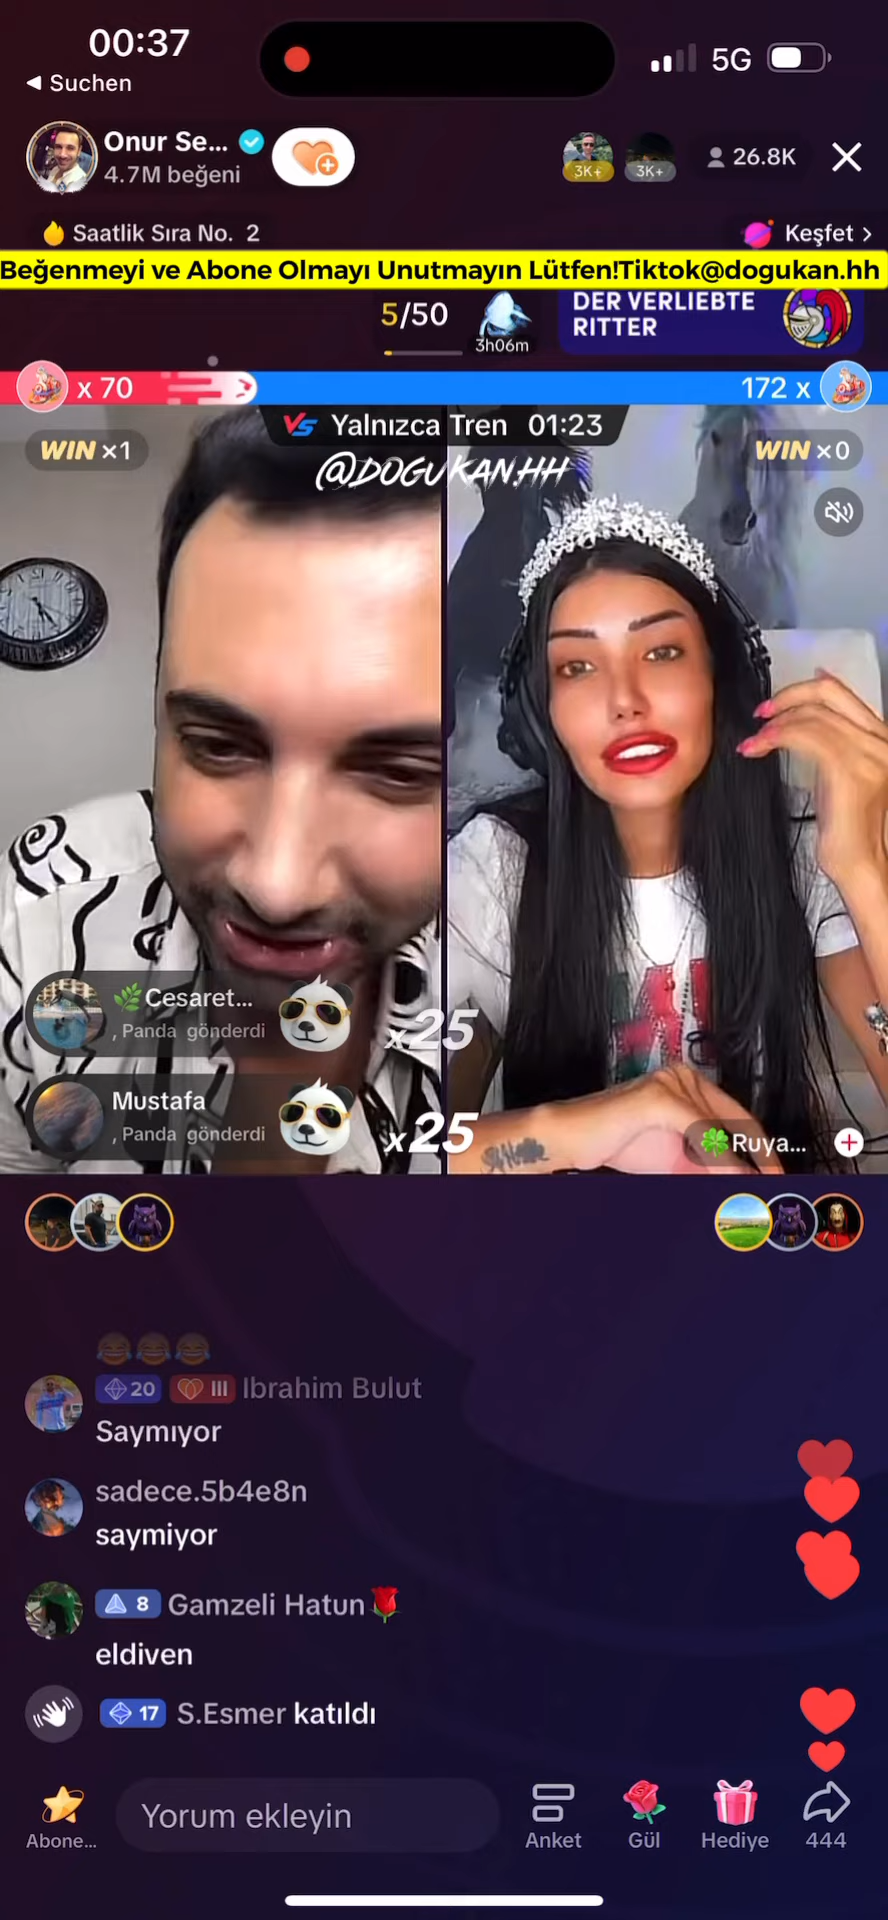 00:37
5G
◀ Suchen
Onur Se...
4.7M beğeni
3K+
3K+
26.8K
Saatlik Sıra No. 2
Keşfet >
Beğenmeyi ve Abone Olmayı Unutmayın Lütfen!Tiktok@dogukan.hh
5/50
3h06m
DER VERLIEBTE
RITTER
x 70
172 x
VS Yalnızca Tren 01:23
WIN x1
WIN x0
@DOGUKAN.HH
Cesaret...
, Panda gönderdi
x25
Mustafa
, Panda gönderdi
x25
Ruya...
20 III Ibrahim Bulut
Saymıyor
sadece.5b4e8n
saymiyor
8 Gamzeli Hatun🌹
eldiven
17 S.Esmer katıldı
Abone...
Yorum ekleyin
Anket
Gül
Hediye
444